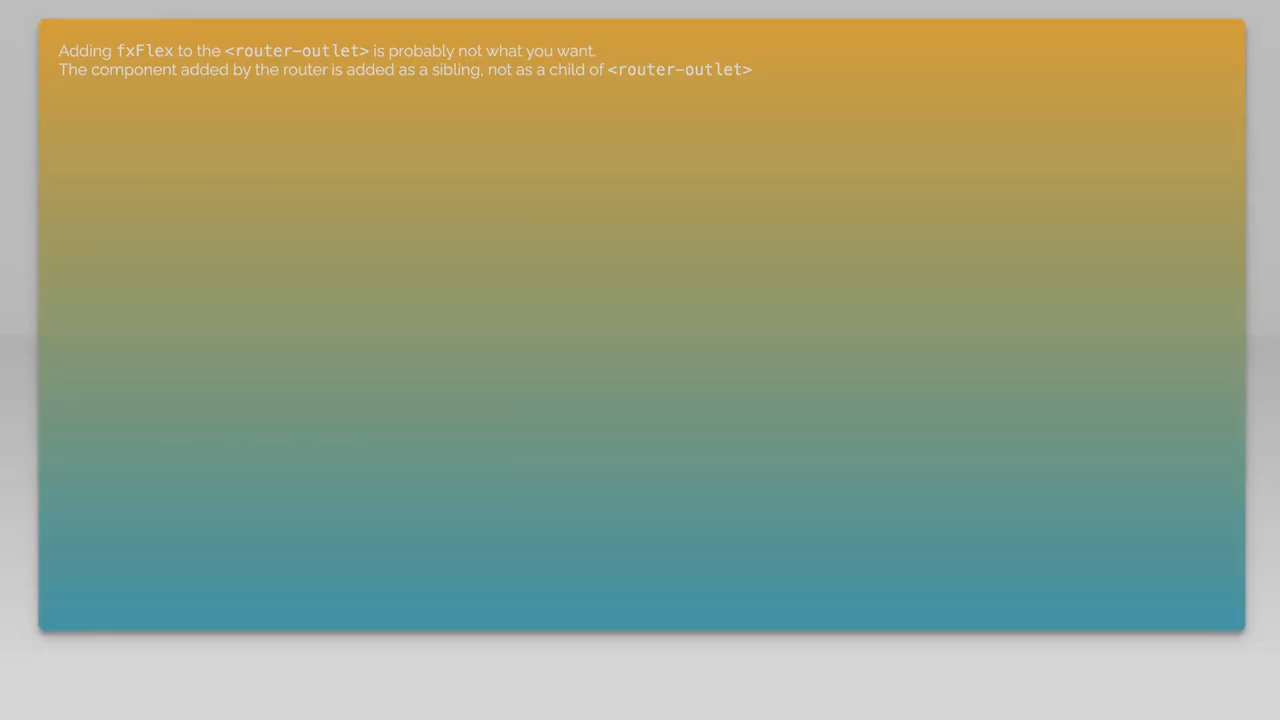 Adding fxFlex to the <router-outlet> is probably not what you want.
The component added by the router is added as a sibling, not as a child of <router-outlet>